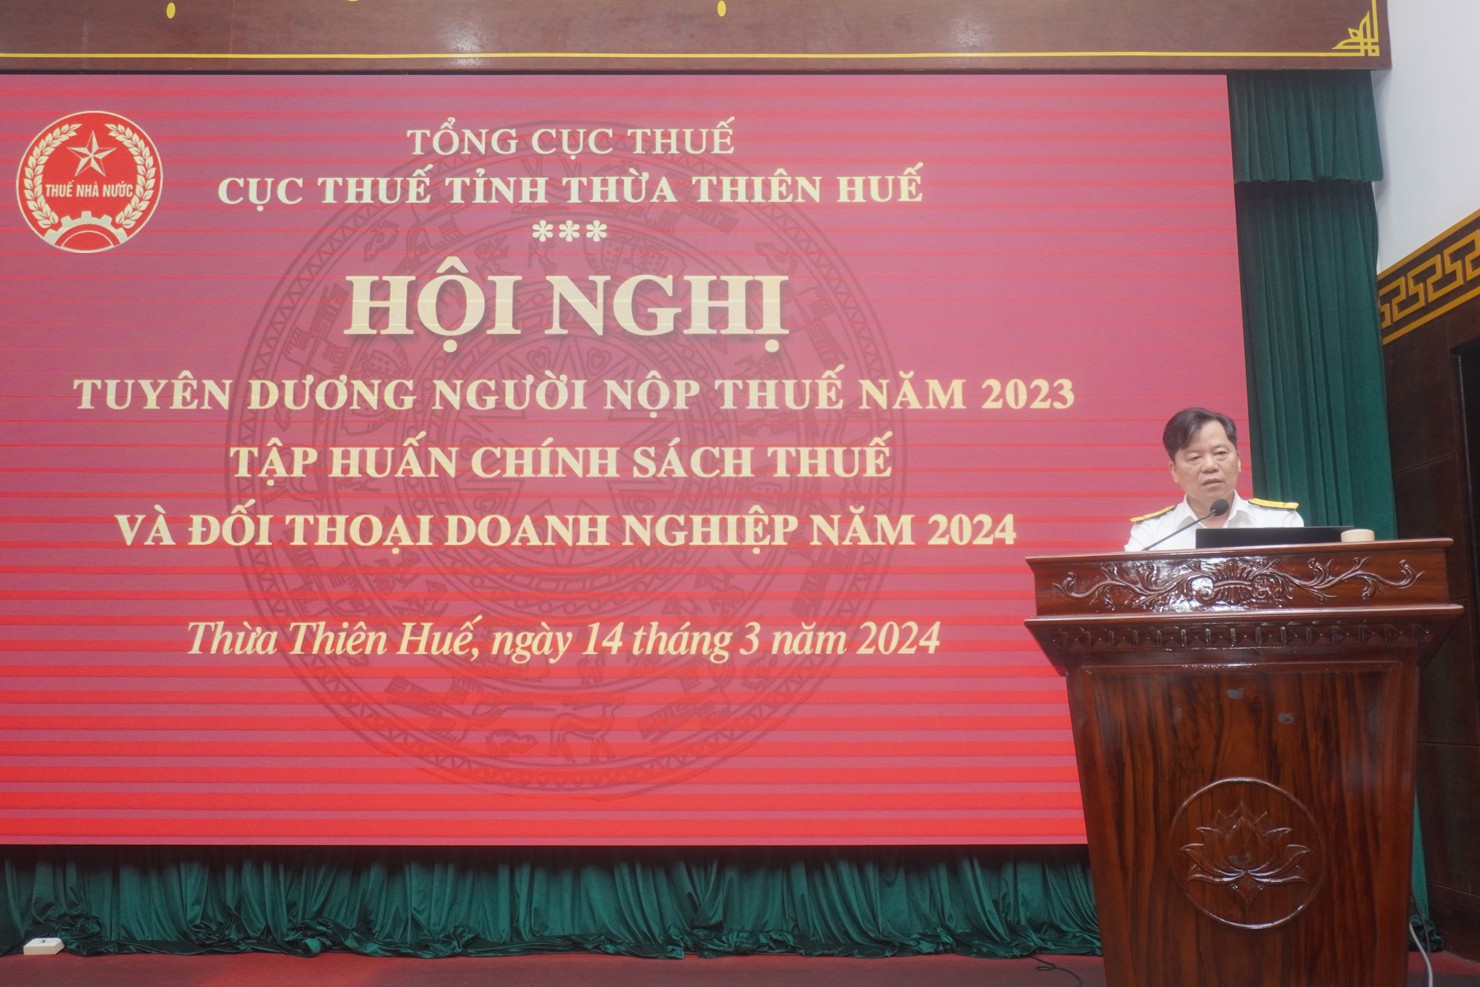 THUẾ NHÀ NƯỚC
TỔNG CỤC THUẾ
CỤC THUẾ TỈNH THỪA THIÊN HUẾ
***
HỘI NGHỊ
TUYÊN DƯƠNG NGƯỜI NỘP THUẾ NĂM 2023
TẬP HUẤN CHÍNH SÁCH THUẾ
VÀ ĐỐI THOẠI DOANH NGHIỆP NĂM 2024
Thừa Thiên Huế, ngày 14 tháng 3 năm 2024